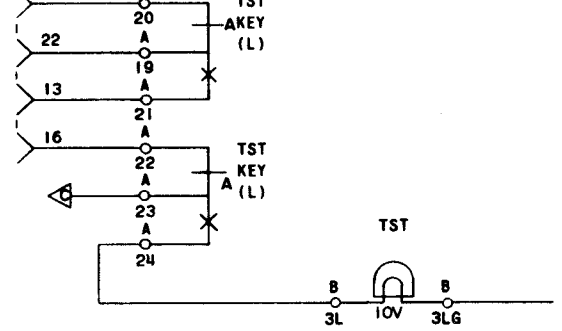 TST
20
A KEY
(L)
22
A
19
A
13
21
A
16
22
TST
KEY
A
A (L)
23
A
24
TST
B
B
3L
10V
3LG